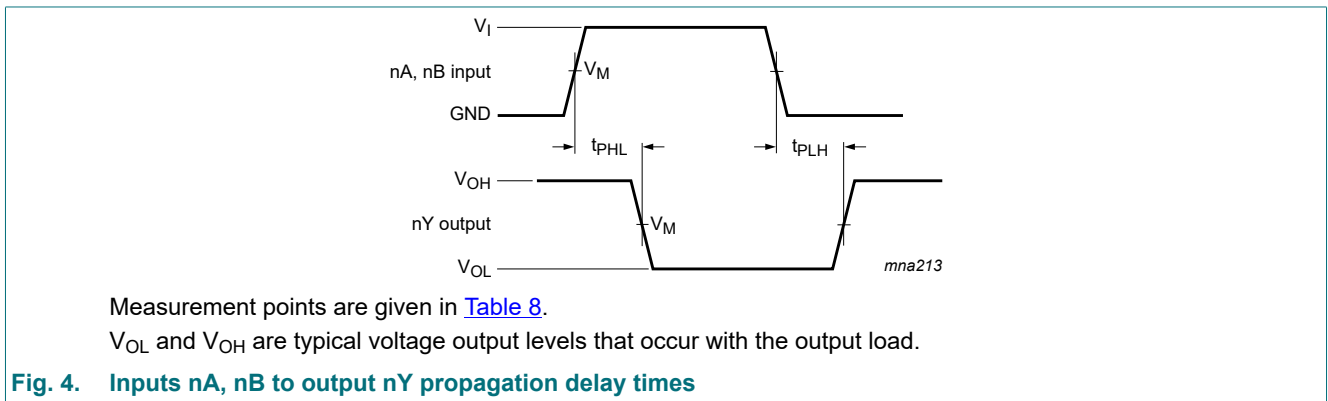 V_I
nA, nB input
V_M
GND
t_PHL
t_PLH
V_OH
nY output
V_M
V_OL
mna213
Measurement points are given in Table 8.
V_OL and V_OH are typical voltage output levels that occur with the output load.
Fig. 4. Inputs nA, nB to output nY propagation delay times